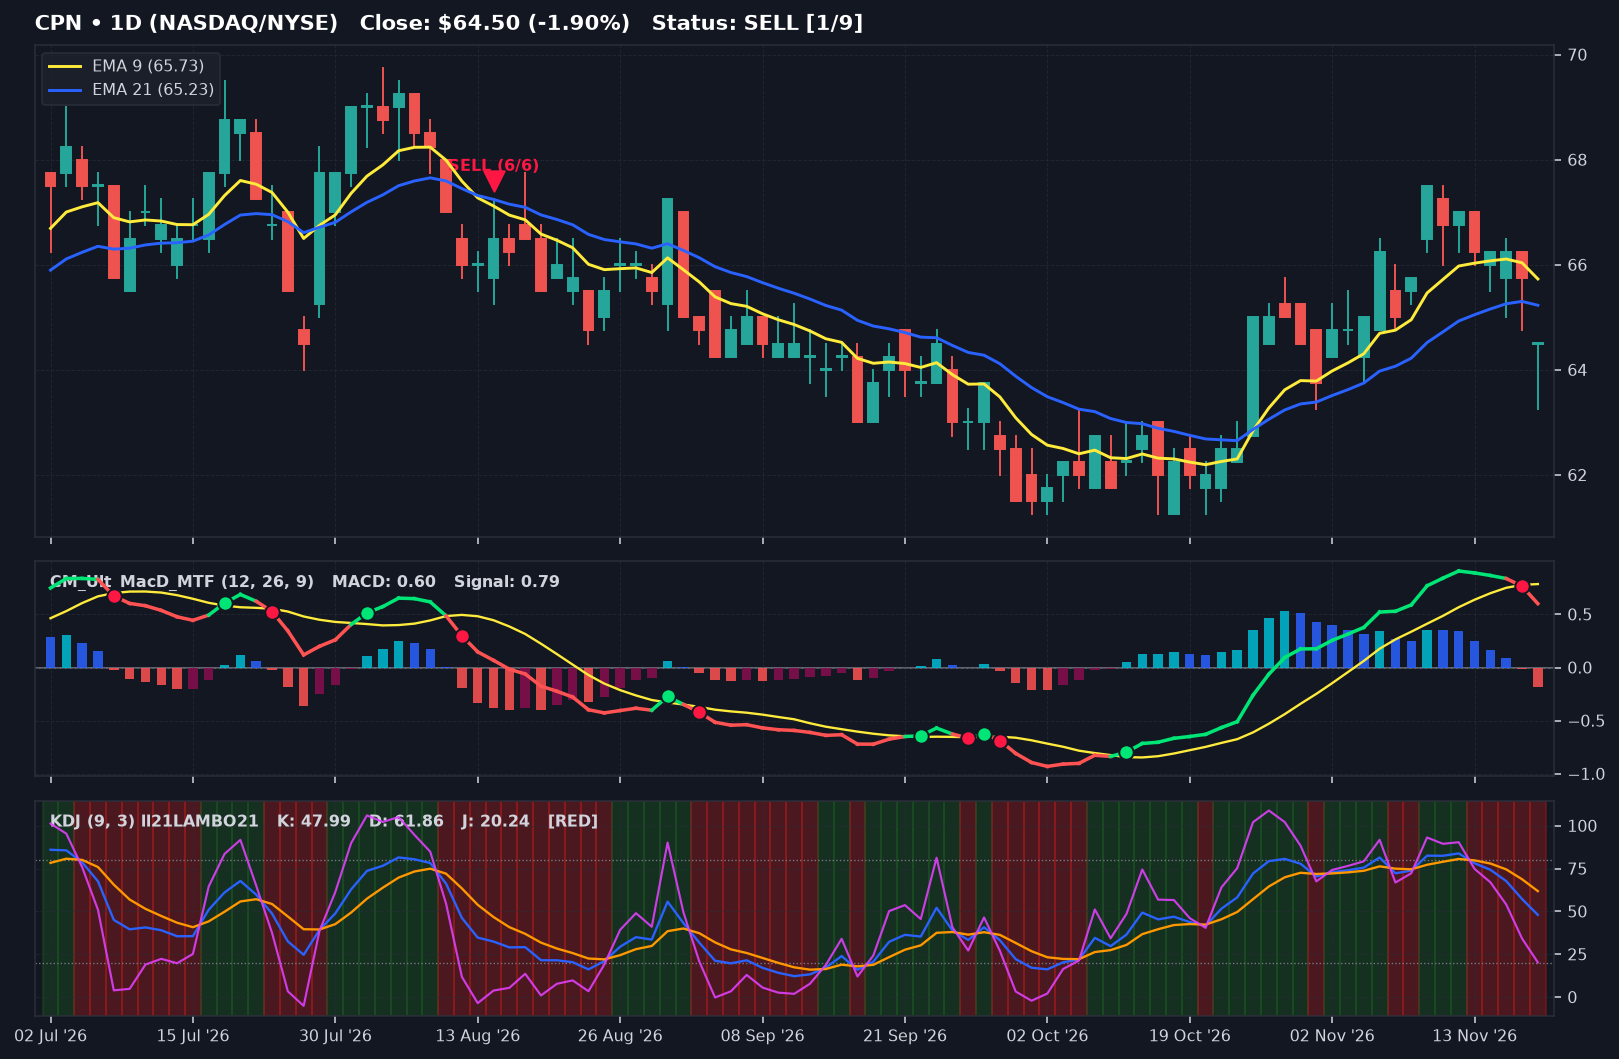 CPN • 1D (NASDAQ/NYSE)   Close: $64.50 (-1.90%)   Status: SELL [1/9]
EMA 9 (65.73)
EMA 21 (65.23)
SELL (6/6)
70
68
66
64
62
CM_Ult_MacD_MTF (12, 26, 9)   MACD: 0.60   Signal: 0.79
0.5
0.0
−0.5
−1.0
KDJ (9, 3) II21LAMBO21   K: 47.99   D: 61.86   J: 20.24   [RED]
100
75
50
25
0
02 Jul '26   15 Jul '26   30 Jul '26   13 Aug '26   26 Aug '26   08 Sep '26   21 Sep '26   02 Oct '26   19 Oct '26   02 Nov '26   13 Nov '26